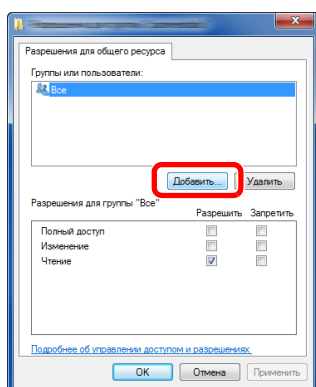 Разрешения для общего ресурса
Группы или пользователи:
Все
Добавить... Удалить
Разрешения для группы "Все"
Разрешить Запретить
Полный доступ
Изменение
Чтение
Подробнее об управлении доступом и разрешениях.
OK Отмена Применить